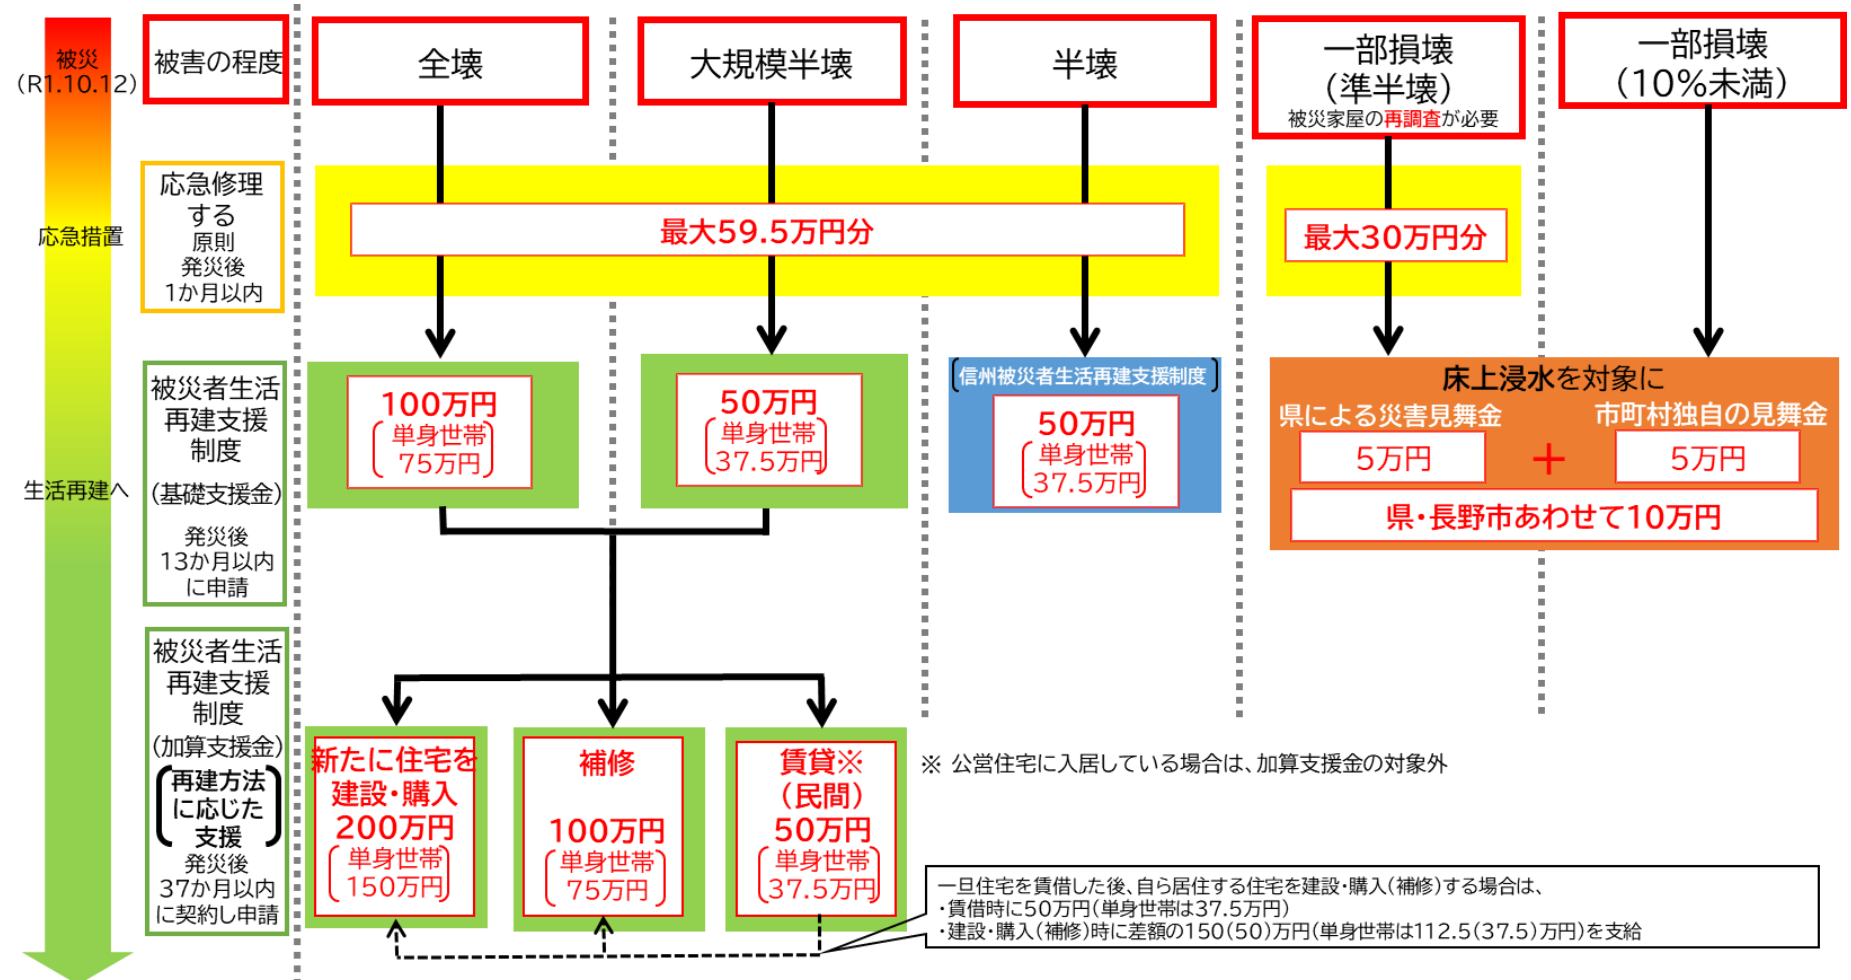 被災
(R1.10.12)
被害の程度
全壊
大規模半壊
半壊
一部損壊
(準半壊)
被災家屋の再調査が必要
一部損壊
(10%未満)
応急措置
応急修理
する
原則
発災後
1か月以内
最大59.5万円分
最大30万円分
生活再建へ
被災者生活
再建支援
制度
(基礎支援金)
発災後
13か月以内
に申請
100万円
単身世帯
75万円
50万円
単身世帯
37.5万円
信州被災者生活再建支援制度
50万円
単身世帯
37.5万円
床上浸水を対象に
県による災害見舞金
5万円
+
市町村独自の見舞金
5万円
県・長野市あわせて10万円
被災者生活
再建支援
制度
(加算支援金)
再建方法
に応じた
支援
発災後
37か月以内
に契約し申請
新たに住宅を
建設・購入
200万円
単身世帯
150万円
補修
100万円
単身世帯
75万円
賃貸※
(民間)
50万円
単身世帯
37.5万円
※ 公営住宅に入居している場合は、加算支援金の対象外
一旦住宅を賃借した後、自ら居住する住宅を建設・購入(補修)する場合は、
・賃借時に50万円(単身世帯は37.5万円)
・建設・購入(補修)時に差額の150(50)万円(単身世帯は112.5(37.5)万円)を支給